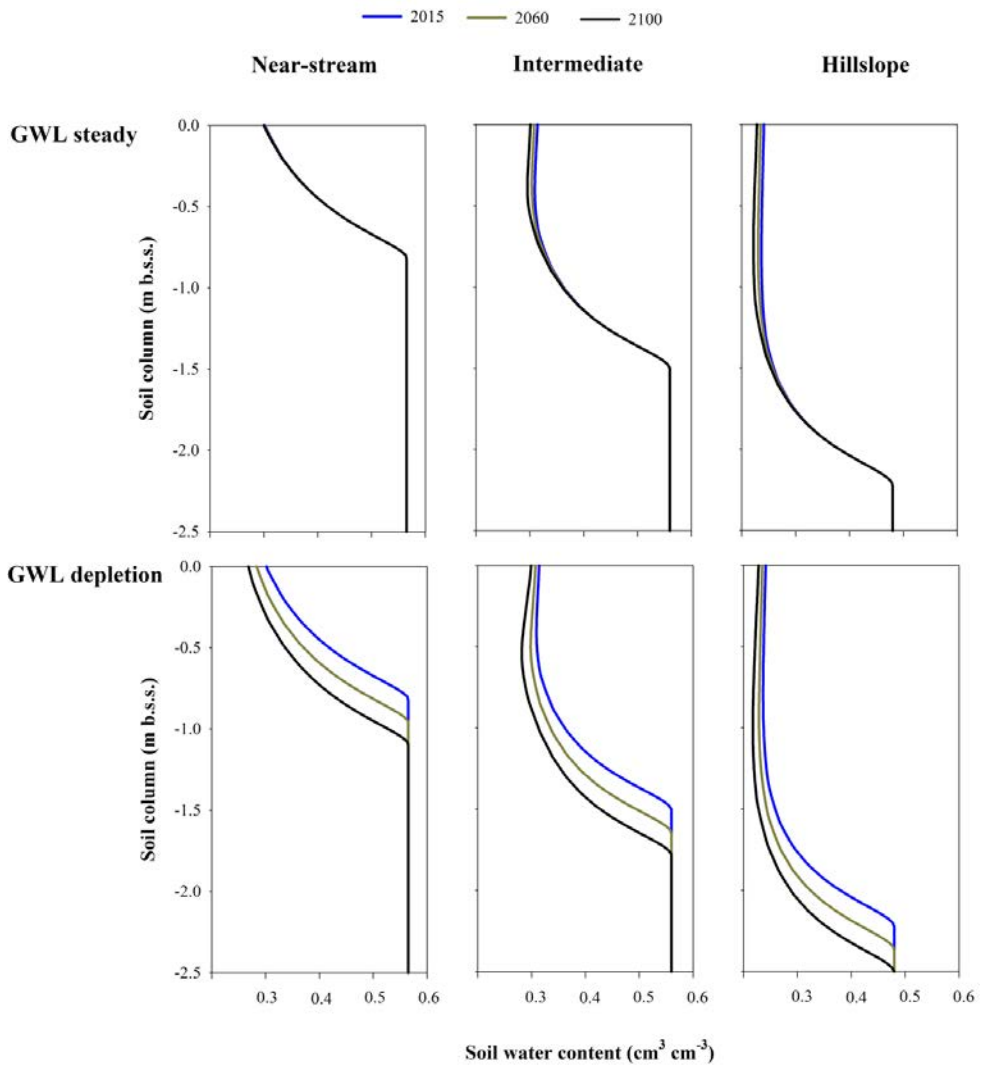 2015 2060 2100
Near-stream Intermediate Hillslope
GWL steady
0.0
-0.5
-1.0
-1.5
-2.0
-2.5
Soil column (m b.s.s.)
GWL depletion
0.0
-0.5
-1.0
-1.5
-2.0
-2.5
Soil column (m b.s.s.)
0.3 0.4 0.5 0.6 0.3 0.4 0.5 0.6 0.3 0.4 0.5 0.6
Soil water content (cm³ cm⁻³)